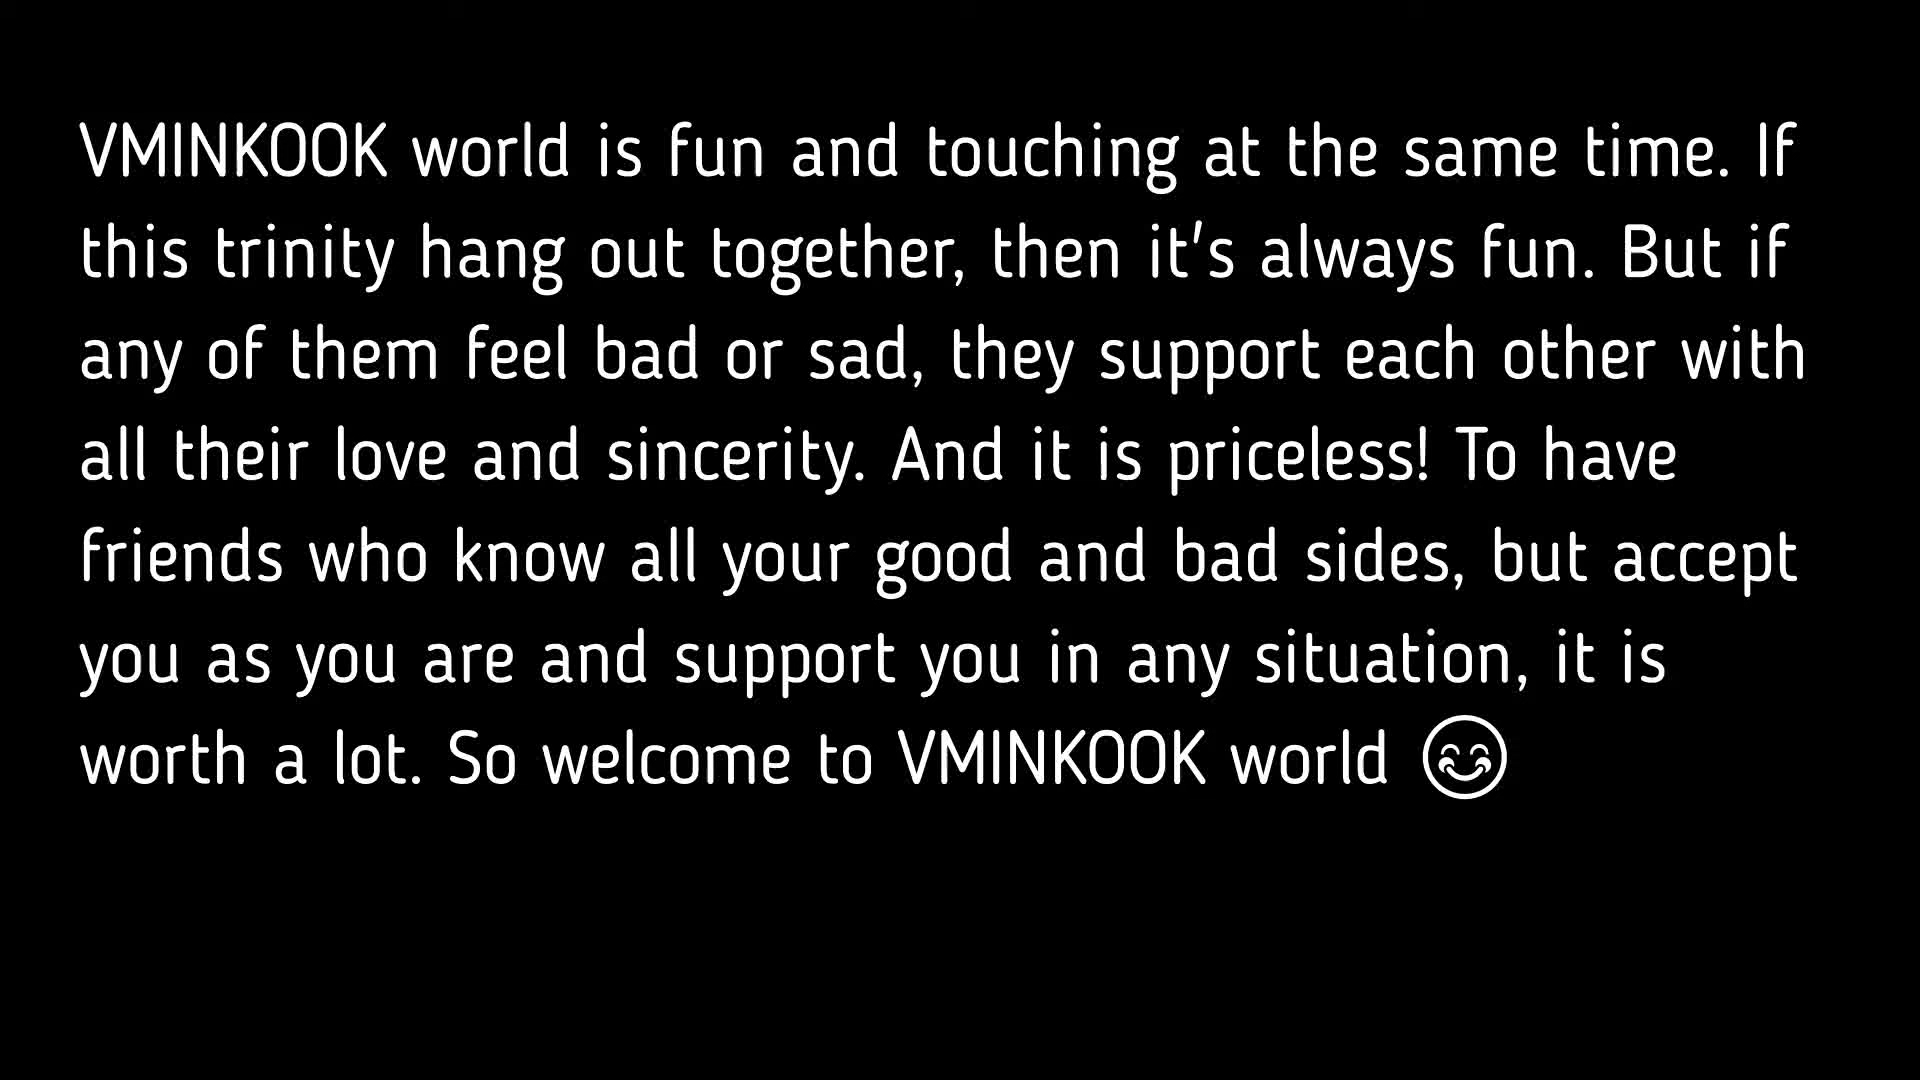 VMINKOOK world is fun and touching at the same time. If
this trinity hang out together, then it's always fun. But if
any of them feel bad or sad, they support each other with
all their love and sincerity. And it is priceless! To have
friends who know all your good and bad sides, but accept
you as you are and support you in any situation, it is
worth a lot. So welcome to VMINKOOK world 😊